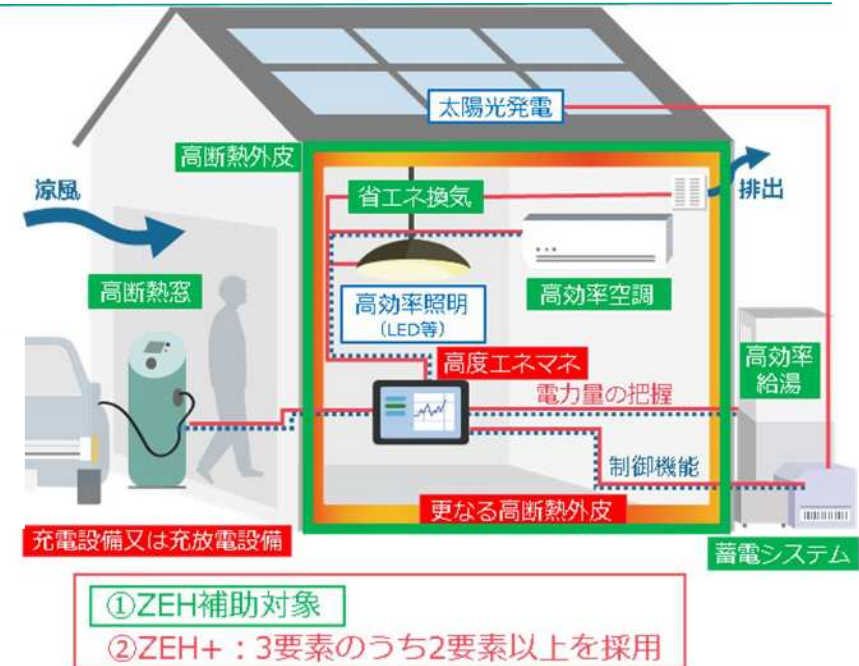 太陽光発電
高断熱外皮
涼風
省エネ換気
排出
高断熱窓
高効率照明
(LED等)
高効率空調
高度エネマネ
高効率
給湯
電力量の把握
制御機能
更なる高断熱外皮
充電設備又は充放電設備
蓄電システム
①ZEH補助対象
②ZEH+：3要素のうち2要素以上を採用